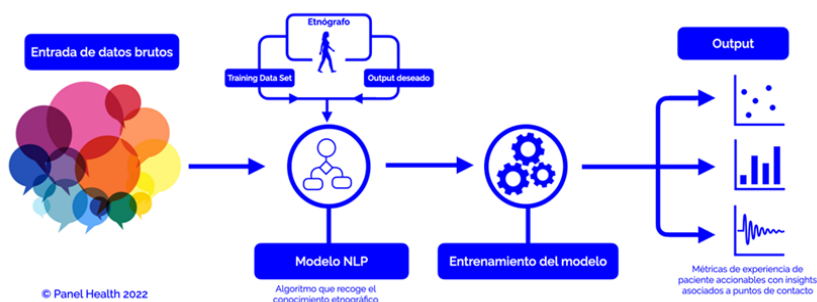 Entrada de datos brutos
Etnógrafo
Training Data Set
Output deseado
Output
Modelo NLP
Algoritmo que recoge el
conocimiento etnográfico
Entrenamiento del modelo
Métricas de experiencia de
paciente accionables con insights
asociados a puntos de contacto
© Panel Health 2022